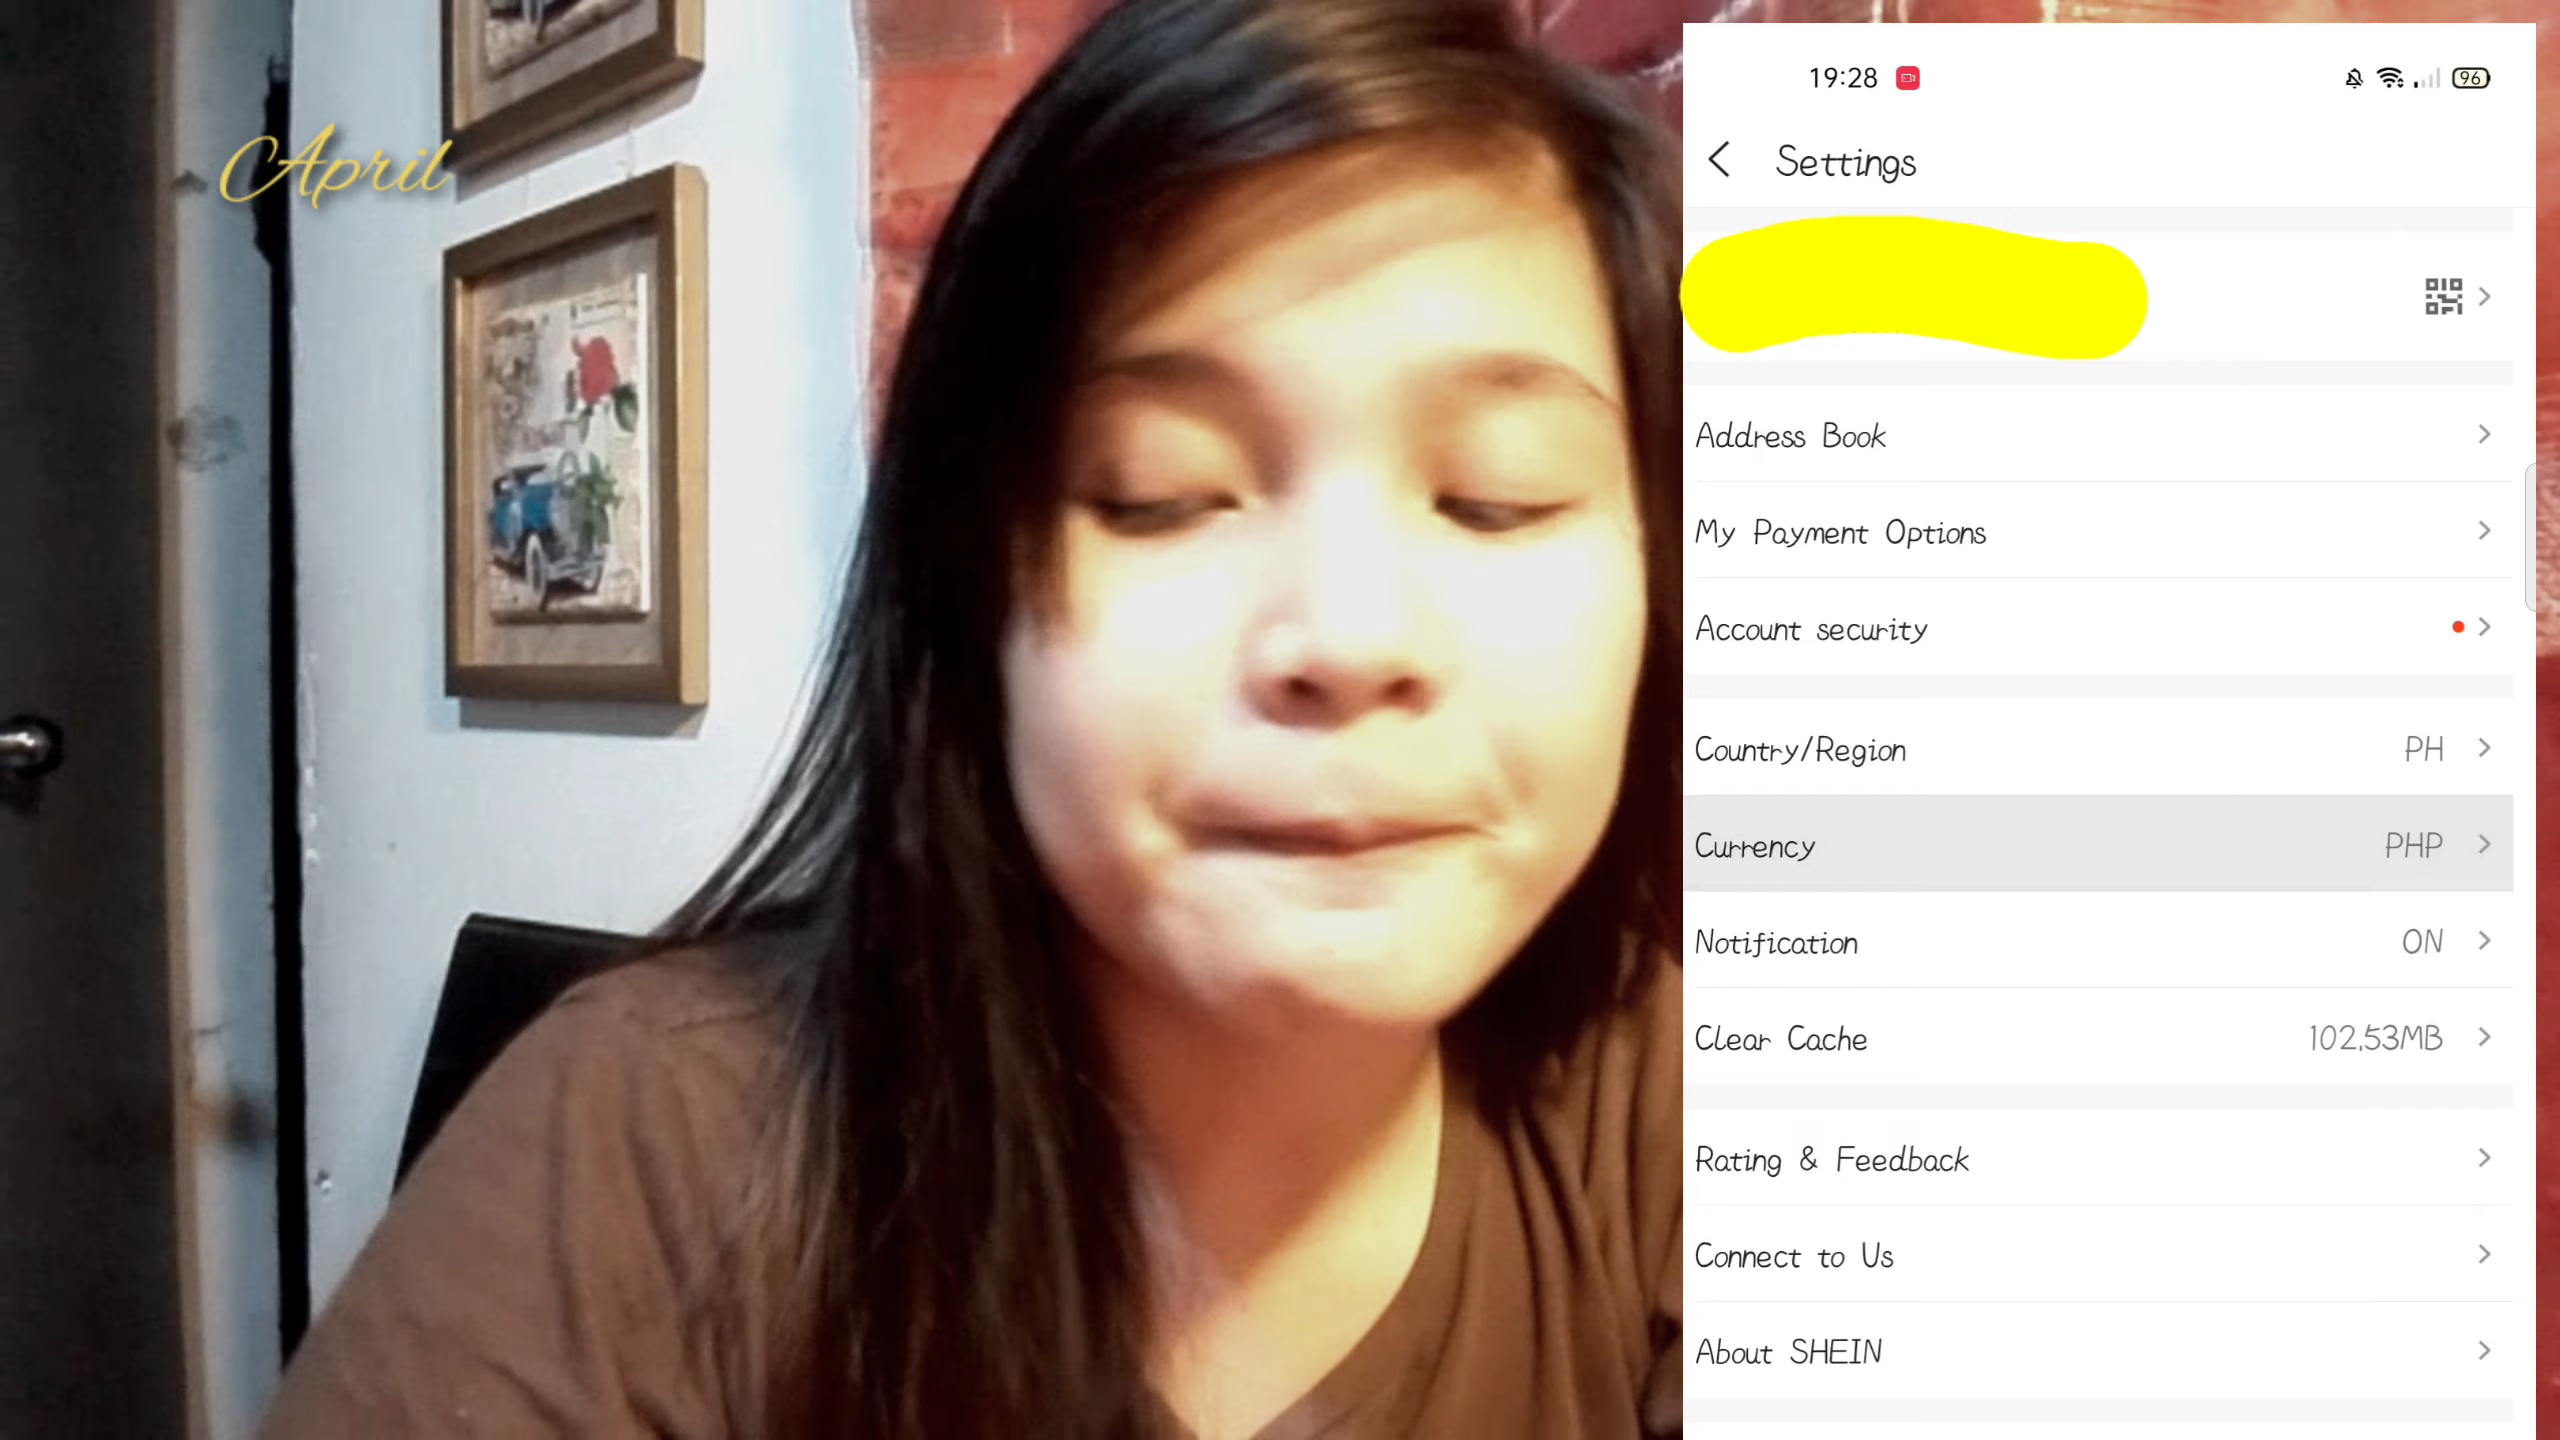 April
19:28
96
Settings
Address Book
My Payment Options
Account security
Country/Region PH
Currency PHP
Notification ON
Clear Cache 102.53MB
Rating & Feedback
Connect to Us
About SHEIN